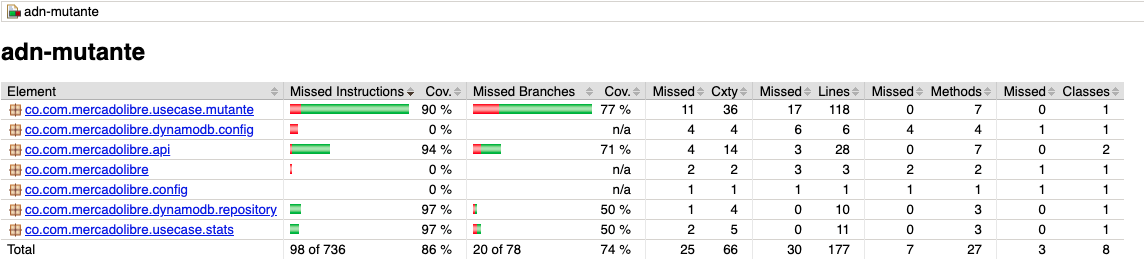 adn-mutante
adn-mutante
Element Missed Instructions Cov. Missed Branches Cov. Missed Cxty Missed Lines Missed Methods Missed Classes
co.com.mercadolibre.usecase.mutante 90 % 77 % 11 36 17 118 0 7 0 1
co.com.mercadolibre.dynamodb.config 0 % n/a 4 4 6 6 4 4 1 1
co.com.mercadolibre.api 94 % 71 % 4 14 3 28 0 7 0 2
co.com.mercadolibre 0 % n/a 2 2 3 3 2 2 1 1
co.com.mercadolibre.config 0 % n/a 1 1 1 1 1 1 1 1
co.com.mercadolibre.dynamodb.repository 97 % 50 % 1 4 0 10 0 3 0 1
co.com.mercadolibre.usecase.stats 97 % 50 % 2 5 0 11 0 3 0 1
Total 98 of 736 86 % 20 of 78 74 % 25 66 30 177 7 27 3 8